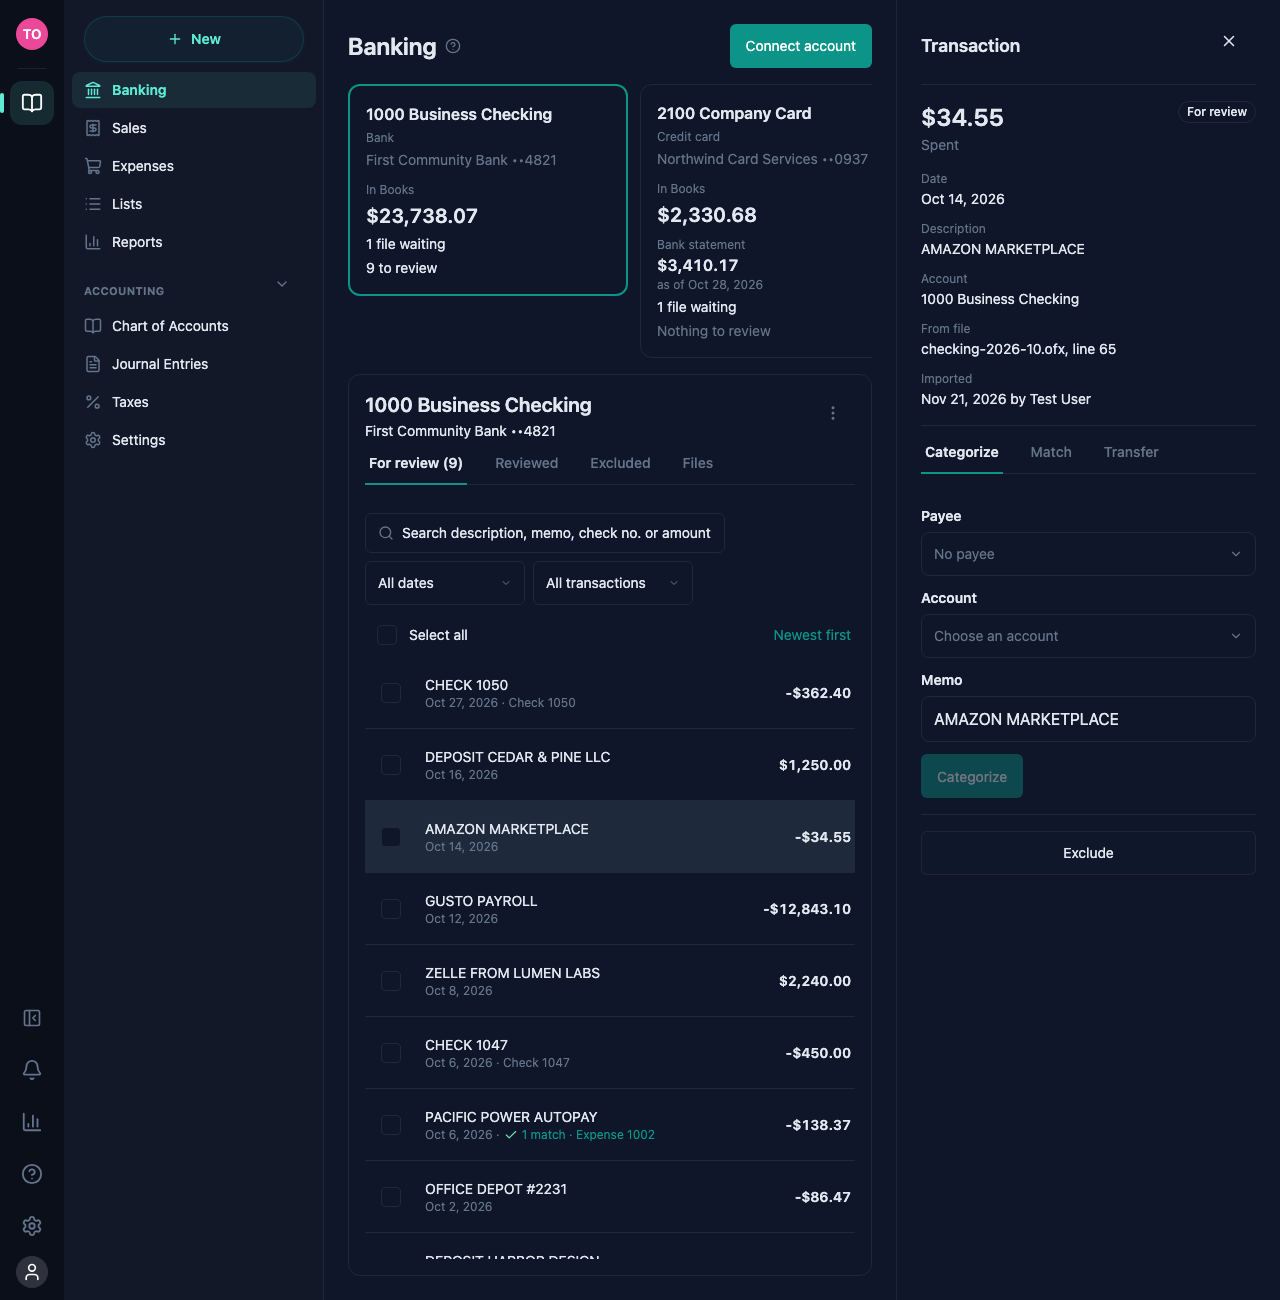 TO
New
Banking
Sales
Expenses
Lists
Reports
ACCOUNTING
Chart of Accounts
Journal Entries
Taxes
Settings
Banking
Connect account
1000 Business Checking
Bank
First Community Bank ••4821
In Books
$23,738.07
1 file waiting
9 to review
2100 Company Card
Credit card
Northwind Card Services ••0937
In Books
$2,330.68
Bank statement
$3,410.17
as of Oct 28, 2026
1 file waiting
Nothing to review
1000 Business Checking
First Community Bank ••4821
For review (9) Reviewed Excluded Files
Search description, memo, check no. or amount
All dates All transactions
Select all Newest first
CHECK 1050
Oct 27, 2026 · Check 1050
-$362.40
DEPOSIT CEDAR & PINE LLC
Oct 16, 2026
$1,250.00
AMAZON MARKETPLACE
Oct 14, 2026
-$34.55
GUSTO PAYROLL
Oct 12, 2026
-$12,843.10
ZELLE FROM LUMEN LABS
Oct 8, 2026
$2,240.00
CHECK 1047
Oct 6, 2026 · Check 1047
-$450.00
PACIFIC POWER AUTOPAY
Oct 6, 2026 · 1 match · Expense 1002
-$138.37
OFFICE DEPOT #2231
Oct 2, 2026
-$86.47
DEPOSIT HARBOR DESIGN
Transaction
$34.55
For review
Spent
Date
Oct 14, 2026
Description
AMAZON MARKETPLACE
Account
1000 Business Checking
From file
checking-2026-10.ofx, line 65
Imported
Nov 21, 2026 by Test User
Categorize Match Transfer
Payee
No payee
Account
Choose an account
Memo
AMAZON MARKETPLACE
Categorize
Exclude